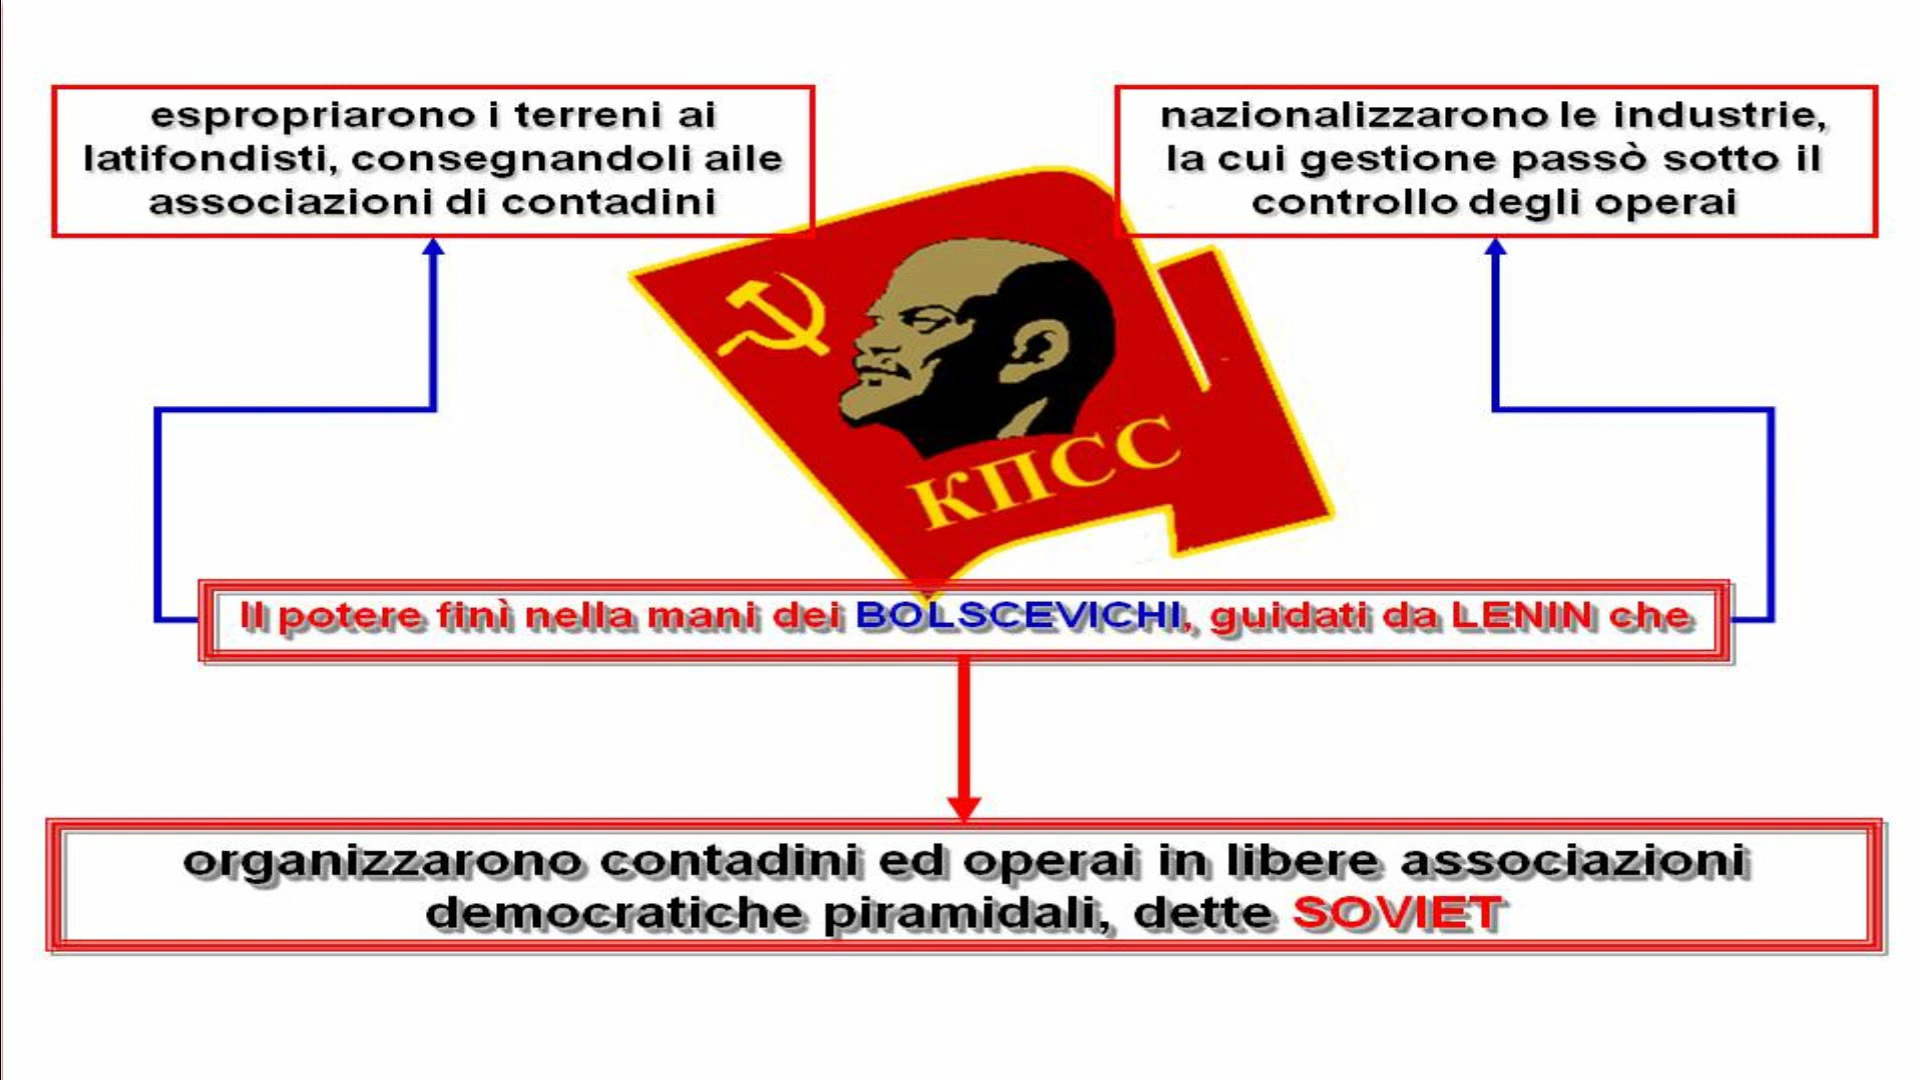 espropriarono i terreni ai
latifondisti, consegnandoli aile
associazioni di contadini
nazionalizzarono le industrie,
la cui gestione passò sotto il
controllo degli operai
КПСС
Il potere finì nella mani dei BOLSCEVICHI, guidati da LENIN che
organizzarono contadini ed operai in libere associazioni
democratiche piramidali, dette SOVIET